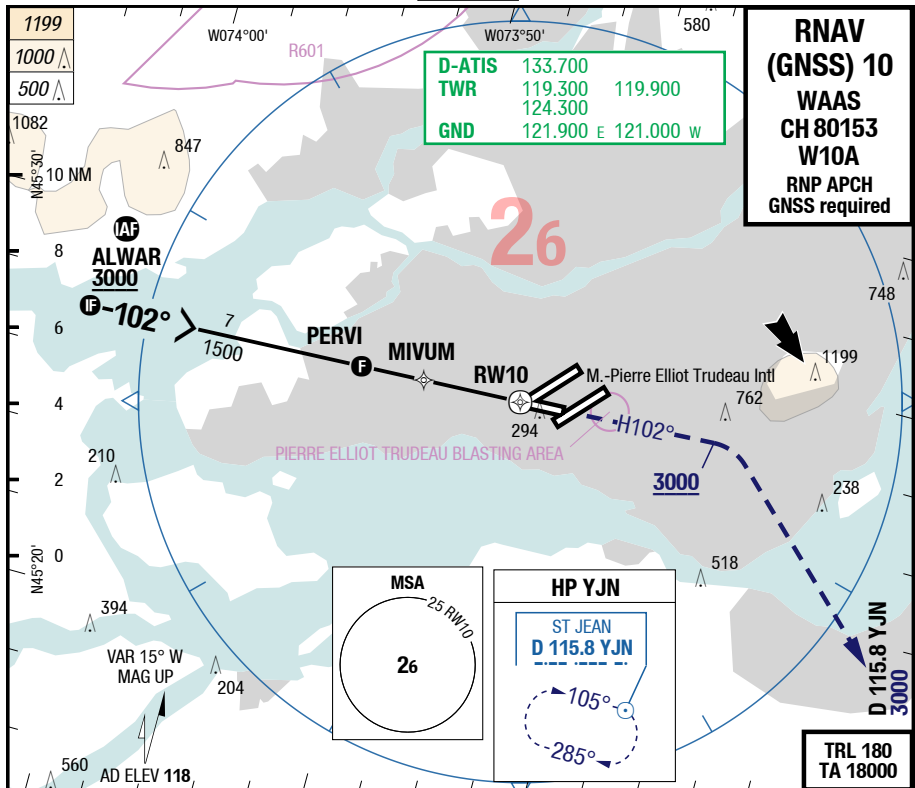 1199
1000
500
W074°00'
R601
W073°50'
580
D-ATIS 133.700
TWR 119.300 119.900
124.300
GND 121.900 E 121.000 W
RNAV
(GNSS) 10
WAAS
CH 80153
W10A
RNP APCH
GNSS required
1082
847
N45°30'
10 NM
26
IAF
ALWAR
3000
8
IF
102°
7
1500
6
PERVI
F
MIVUM
RW10
M.-Pierre Elliot Trudeau Intl
748
1199
762
4
294
H102°
PIERRE ELLIOT TRUDEAU BLASTING AREA
3000
210
2
238
0
N45°20'
518
MSA
25 RW10
26
HP YJN
ST JEAN
D 115.8 YJN
105°
285°
394
VAR 15° W
MAG UP
204
D 115.8 YJN
3000
560
AD ELEV 118
TRL 180
TA 18000